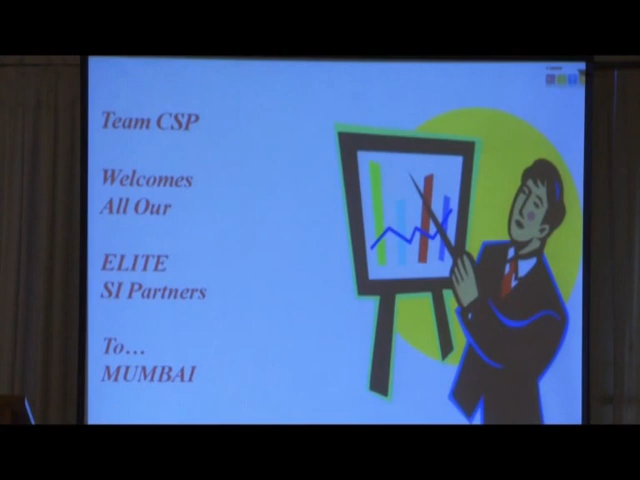 Team CSP
Welcomes
All Our
ELITE
SI Partners
To…
MUMBAI